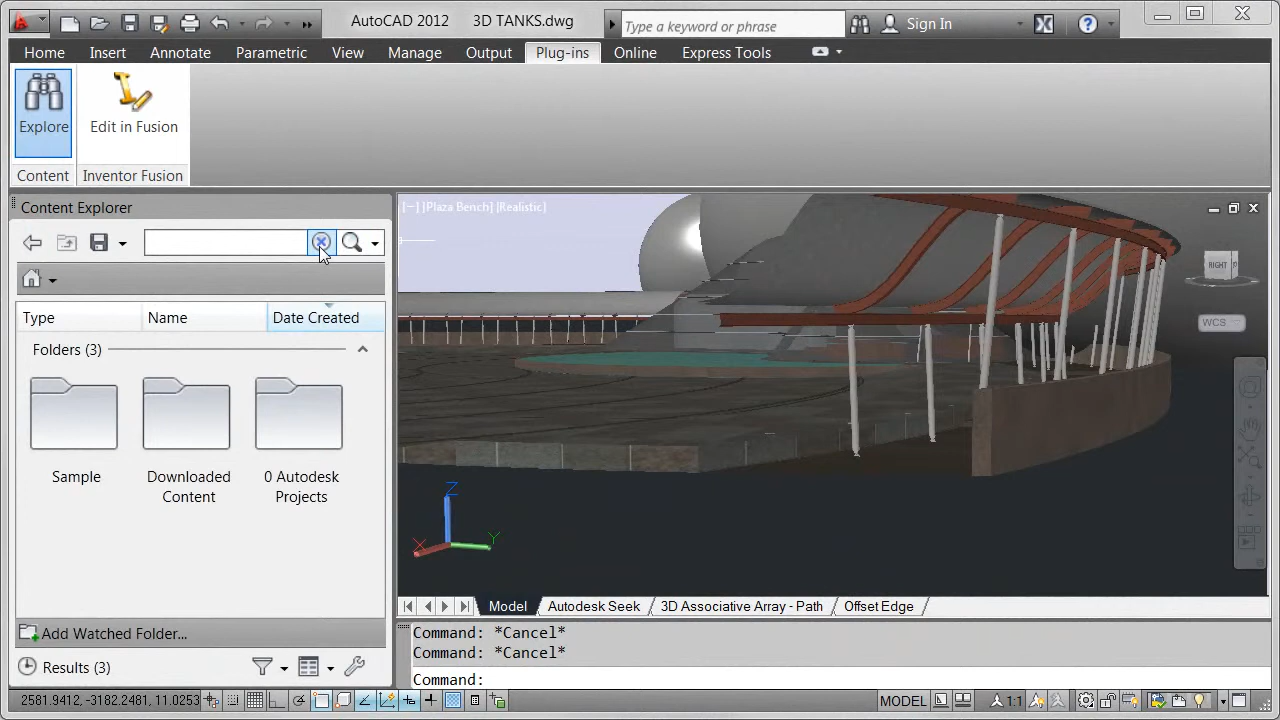 AutoCAD 2012 3D TANKS.dwg
Type a keyword or phrase
Sign In
Home Insert Annotate Parametric View Manage Output Plug-ins Online Express Tools
Explore
Edit in Fusion
Content
Inventor Fusion
Content Explorer
Type Name Date Created
Folders (3)
Sample
Downloaded
Content
0 Autodesk
Projects
Add Watched Folder...
Results (3)
[−] ]Plaza Bench] [Realistic]
RIGHT
WCS
Z
X
Y
Model Autodesk Seek 3D Associative Array - Path Offset Edge
Command: *Cancel*
Command: *Cancel*
Command:
2581.9412, -3182.2481, 11.0253
MODEL
1:1